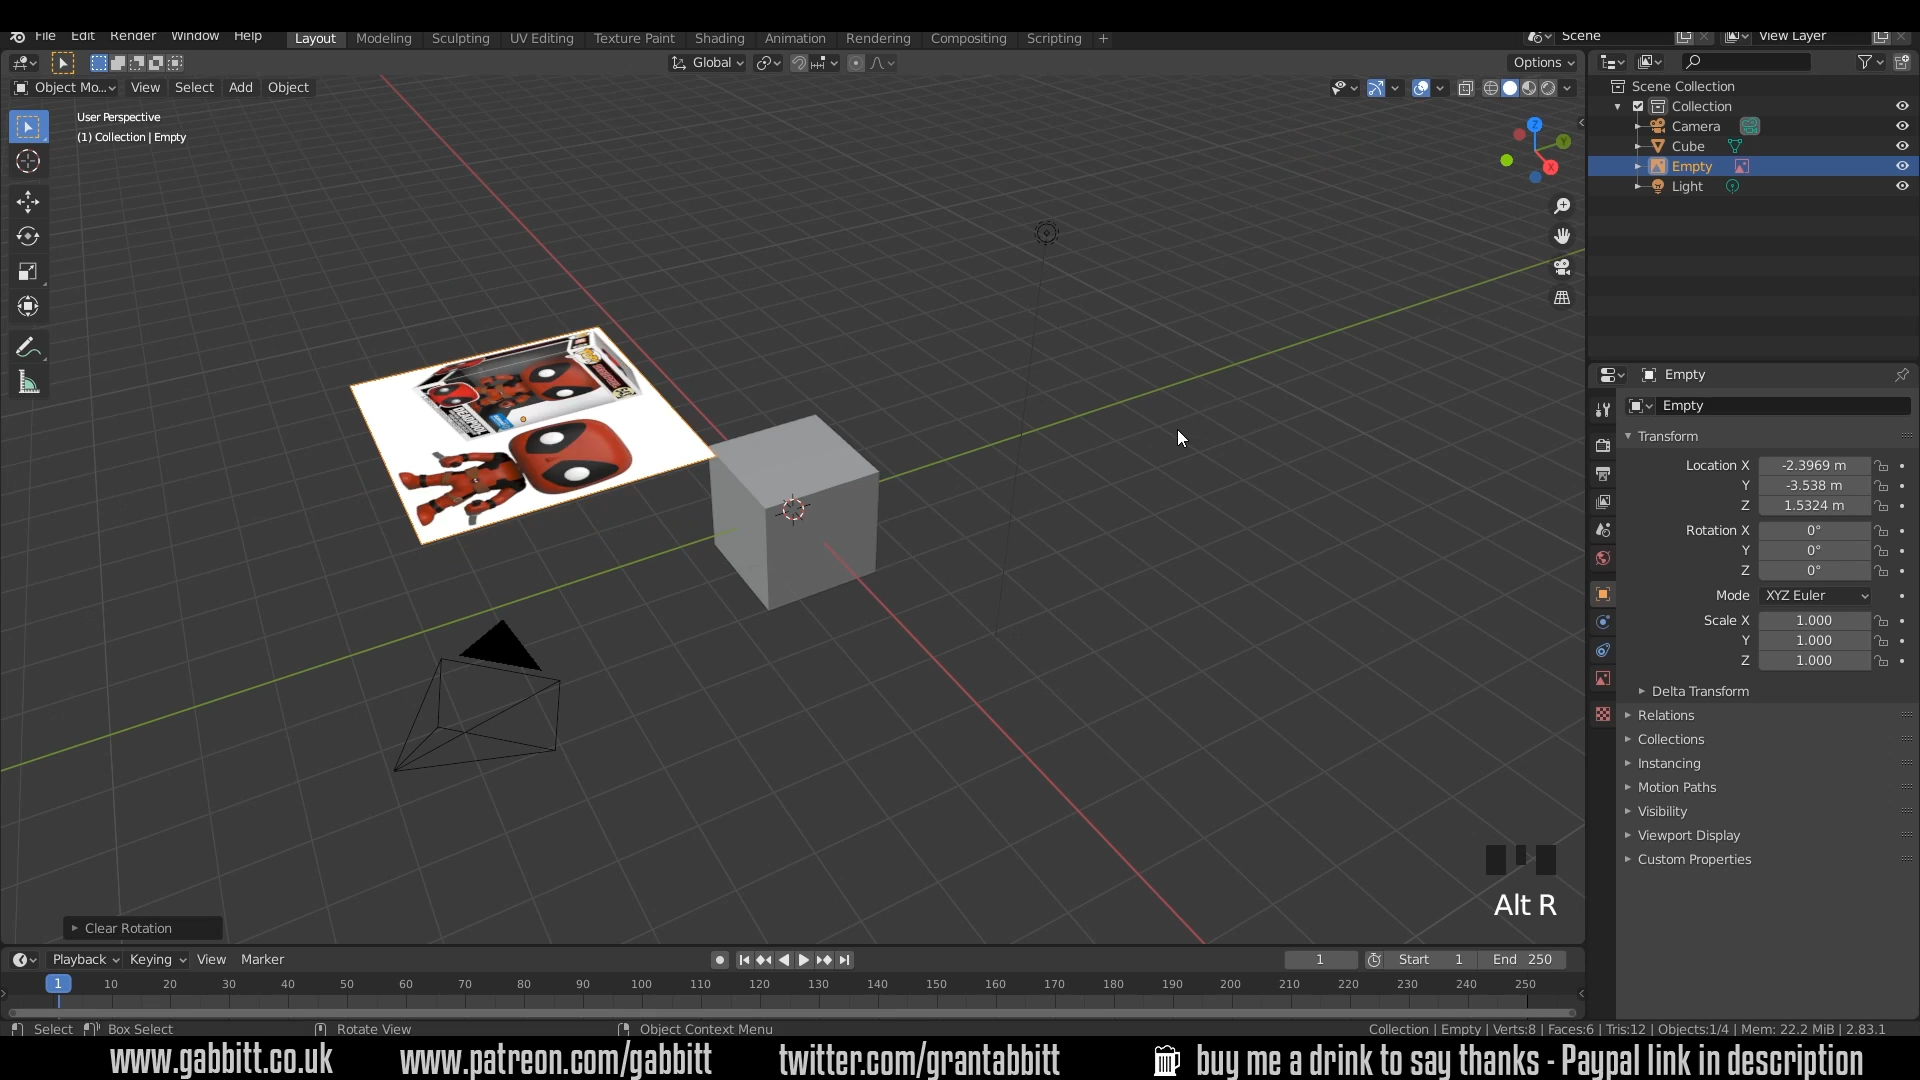 File Edit Render Window Help Layout Modeling Sculpting UV Editing Texture Paint Shading Animation Rendering Compositing Scripting + Scene View Layer
Global Options
Object Mo... View Select Add Object
User Perspective
(1) Collection | Empty
Z
Y
X
Scene Collection
Collection
Camera
Cube
Empty
Light
Empty
Empty
Transform
Location X -2.3969 m
Y -3.538 m
Z 1.5324 m
Rotation X 0°
Y 0°
Z 0°
Mode XYZ Euler
Scale X 1.000
Y 1.000
Z 1.000
Delta Transform
Relations
Collections
Instancing
Motion Paths
Visibility
Viewport Display
Custom Properties
DEADPOOL
Alt R
Clear Rotation
Playback Keying View Marker 1 Start 1 End 250
1 10 20 30 40 50 60 70 80 90 100 110 120 130 140 150 160 170 180 190 200 210 220 230 240 250
Select Box Select Rotate View Object Context Menu Collection | Empty | Verts:8 | Faces:6 | Tris:12 | Objects:1/4 | Mem: 22.2 MiB | 2.83.1
www.gabbitt.co.uk www.patreon.com/gabbitt twitter.com/grantabbitt buy me a drink to say thanks - Paypal link in description